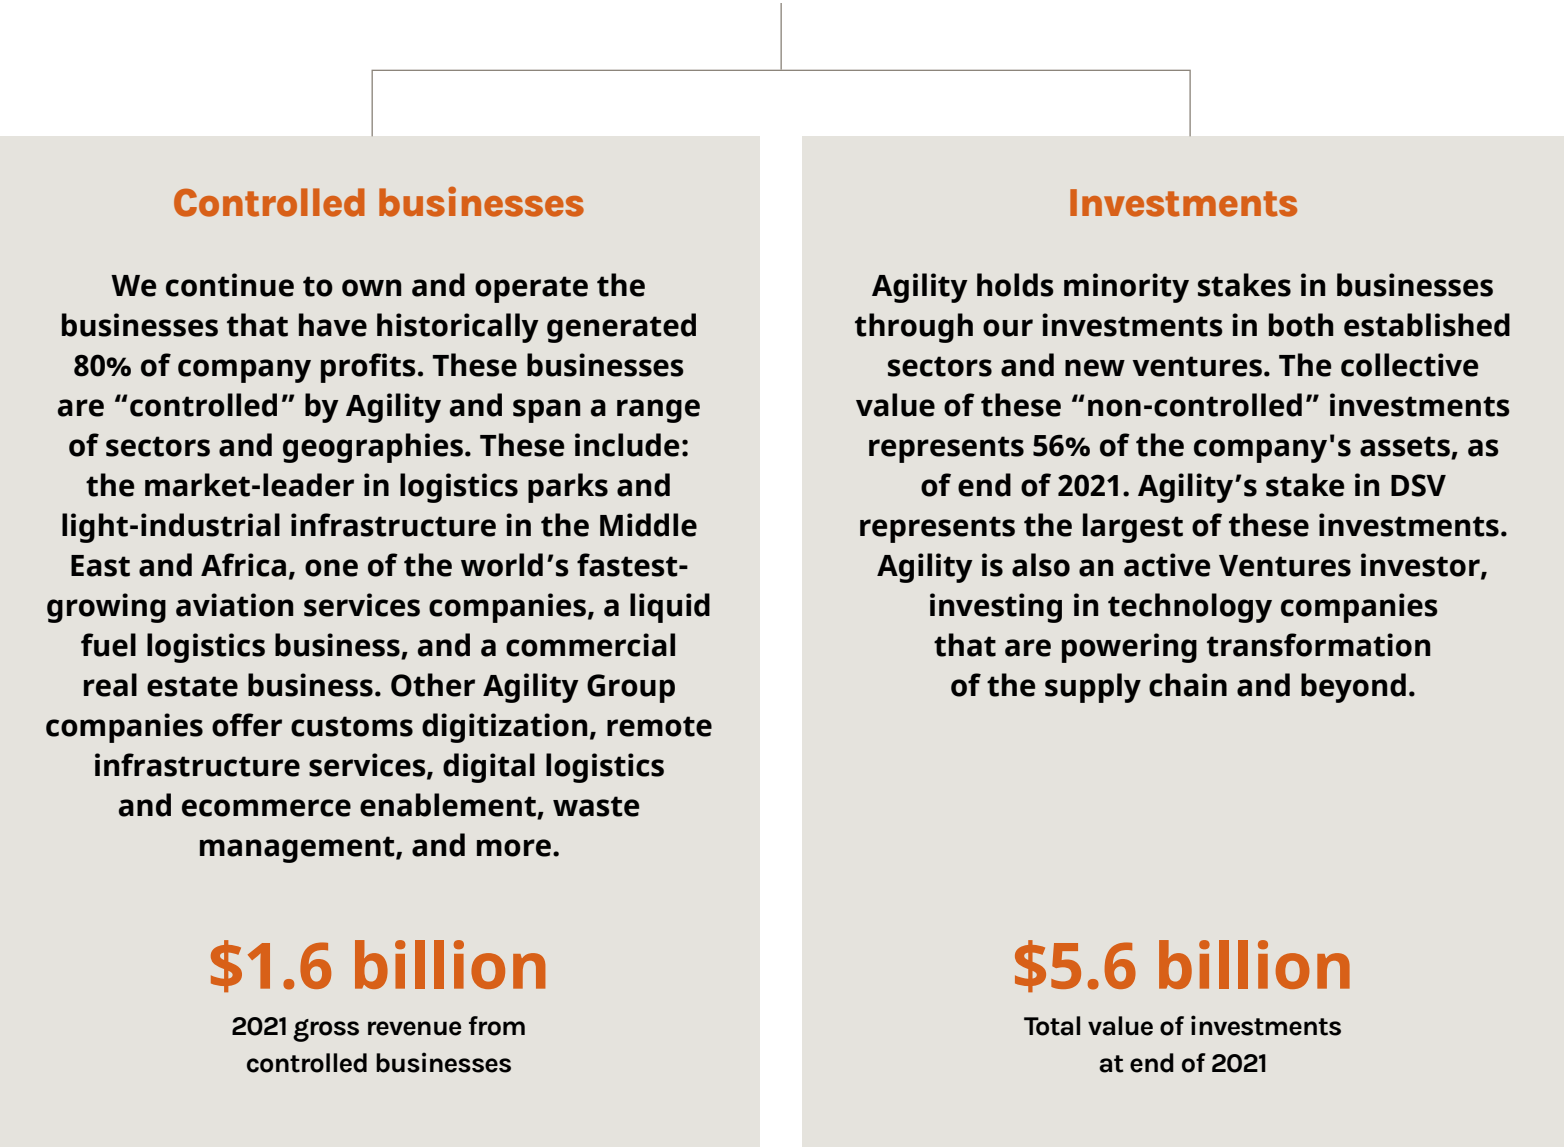 Controlled businesses
We continue to own and operate the
businesses that have historically generated
80% of company profits. These businesses
are “controlled” by Agility and span a range
of sectors and geographies. These include:
the market-leader in logistics parks and
light-industrial infrastructure in the Middle
East and Africa, one of the world’s fastest-
growing aviation services companies, a liquid
fuel logistics business, and a commercial
real estate business. Other Agility Group
companies offer customs digitization, remote
infrastructure services, digital logistics
and ecommerce enablement, waste
management, and more.
$1.6 billion
2021 gross revenue from
controlled businesses
Investments
Agility holds minority stakes in businesses
through our investments in both established
sectors and new ventures. The collective
value of these “non-controlled” investments
represents 56% of the company's assets, as
of end of 2021. Agility’s stake in DSV
represents the largest of these investments.
Agility is also an active Ventures investor,
investing in technology companies
that are powering transformation
of the supply chain and beyond.
$5.6 billion
Total value of investments
at end of 2021